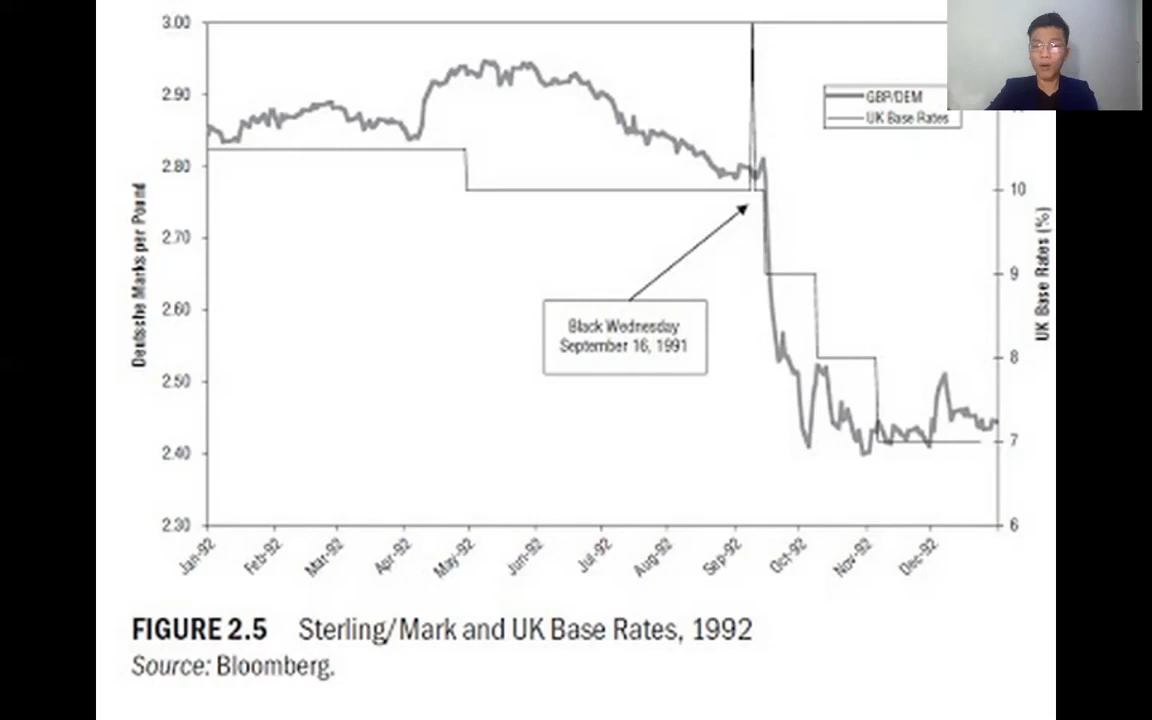 3.00
2.90
2.80
2.70
2.60
2.50
2.40
2.30
Deutsche Marks per Pound
GBP/DEM
UK Base Rates
10
9
8
7
6
UK Base Rates (%)
Black Wednesday
September 16, 1991
Jan-92
Feb-92
Mar-92
Apr-92
May-92
Jun-92
Jul-92
Aug-92
Sep-92
Oct-92
Nov-92
Dec-92
FIGURE 2.5 Sterling/Mark and UK Base Rates, 1992
Source: Bloomberg.